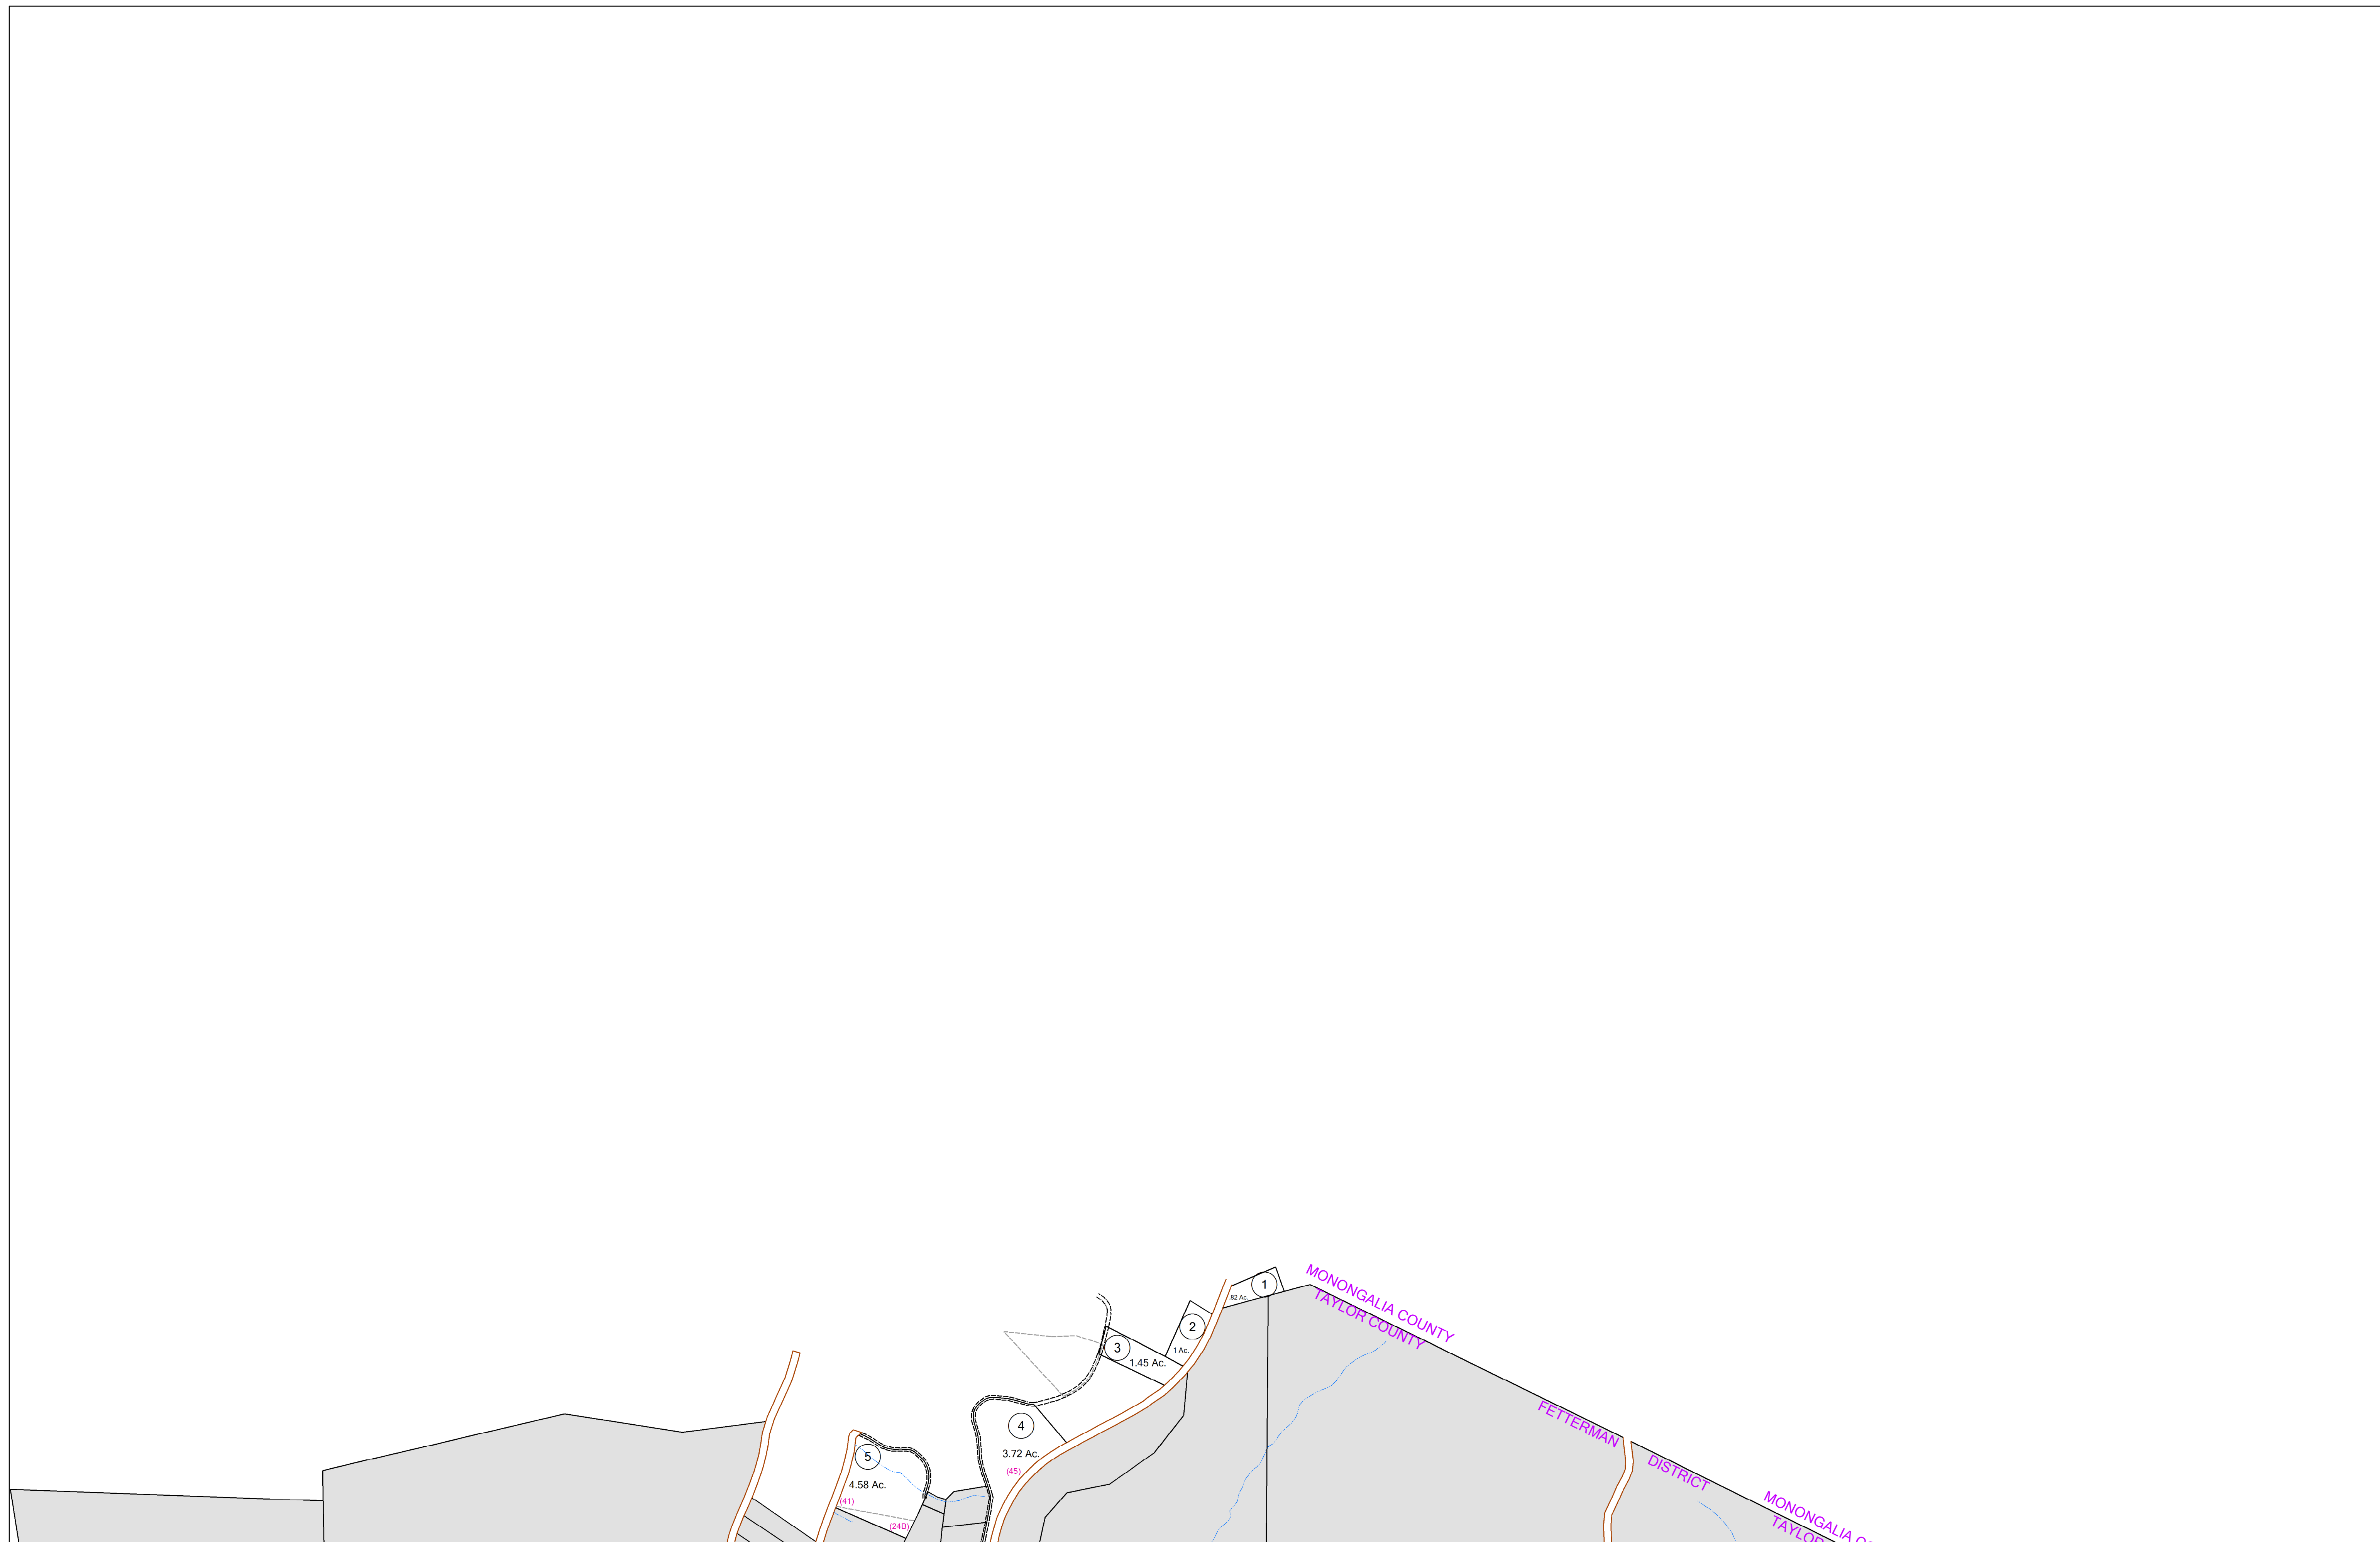 MONONGALIA COUNTY
TAYLOR COUNTY
1
.82 Ac.
2
1 Ac.
3
1.45 Ac.
4
3.72 Ac.
(45)
5
4.58 Ac.
(41)
(24D)
FETTERMAN
DISTRICT
MONONGALIA